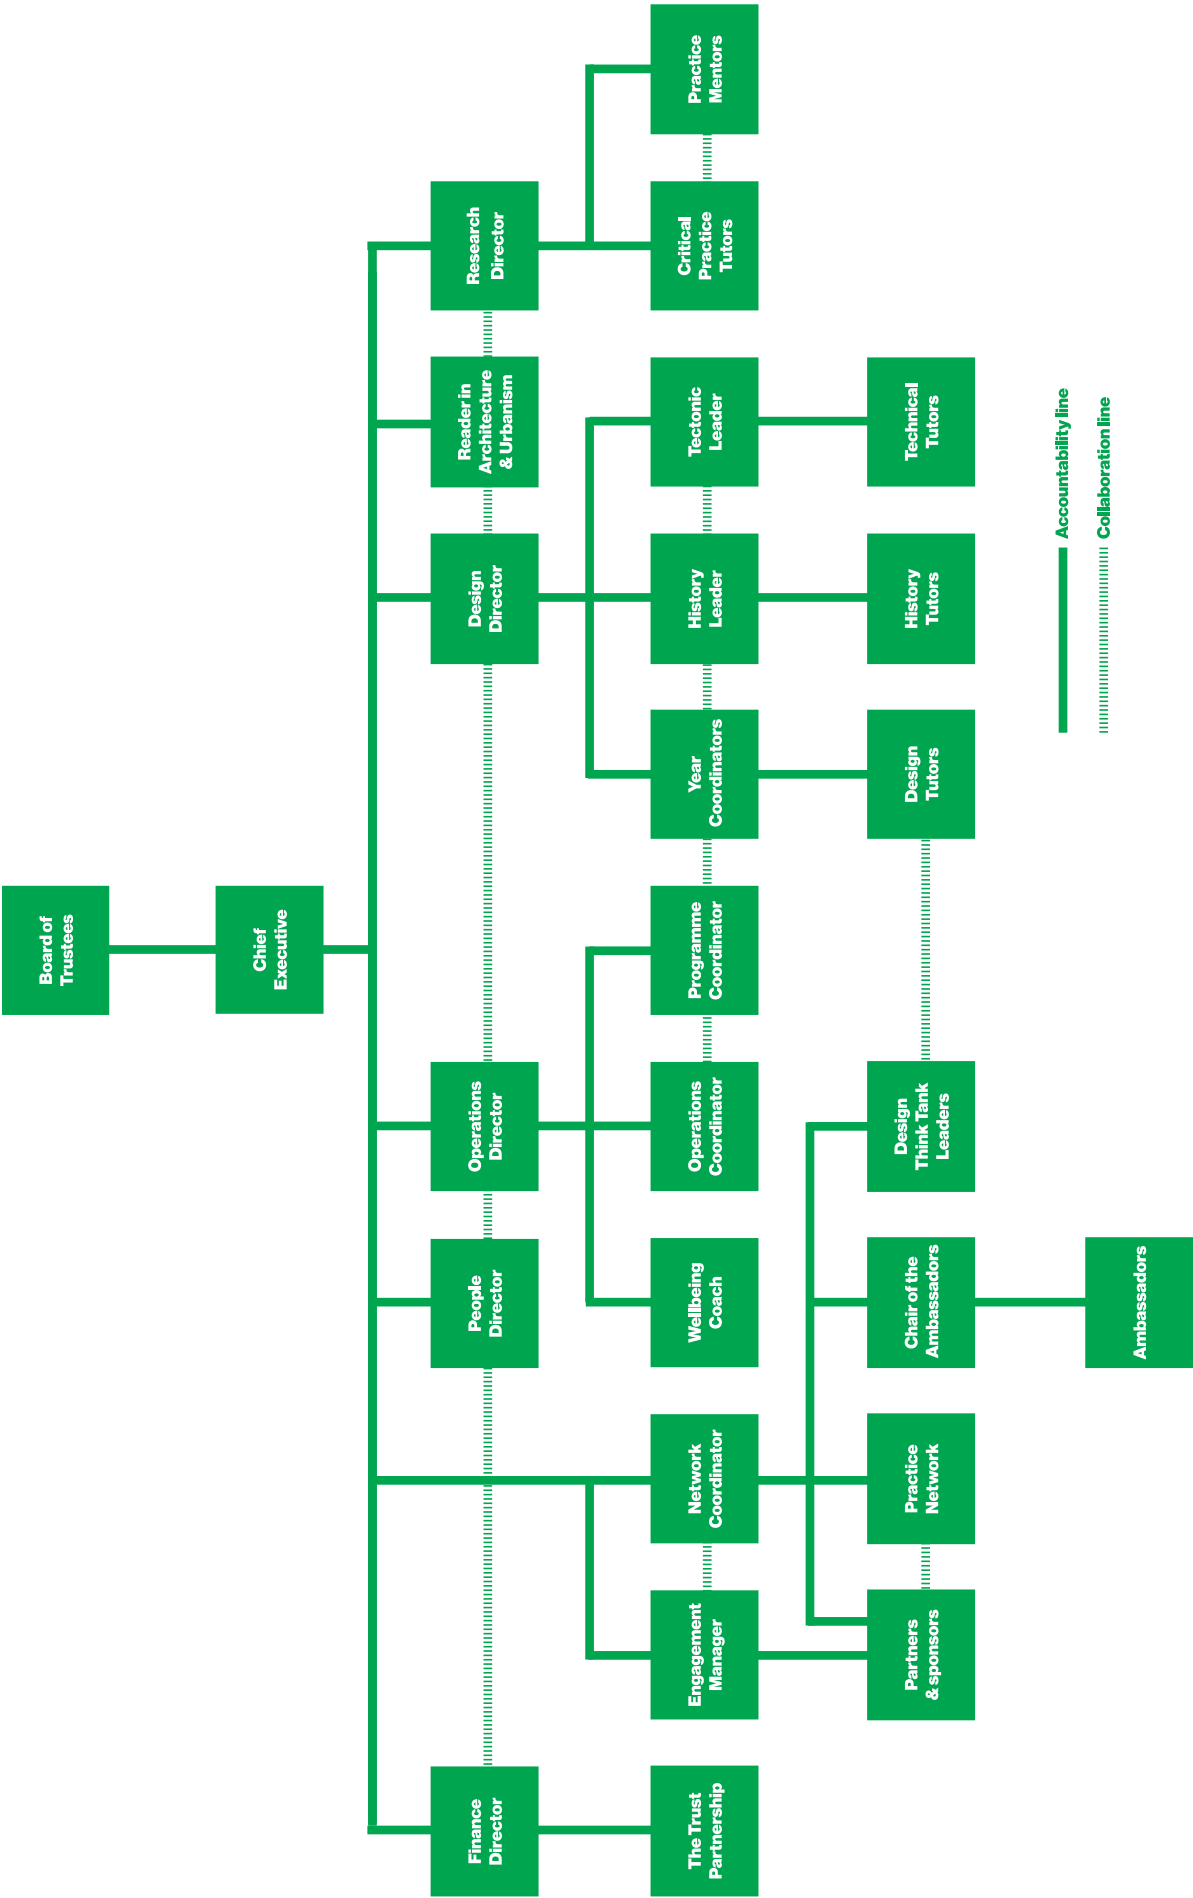 Board of
Trustees
Chief
Executive
Finance
Director
People
Director
Operations
Director
Design
Director
Reader in
Architecture
& Urbanism
Research
Director
The Trust
Partnership
Engagement
Manager
Network
Coordinator
Wellbeing
Coach
Operations
Coordinator
Programme
Coordinator
Year
Coordinators
History
Leader
Tectonic
Leader
Critical
Practice
Tutors
Practice
Mentors
Partners
& sponsors
Practice
Network
Chair of the
Ambassadors
Design
Think Tank
Leaders
Design
Tutors
History
Tutors
Technical
Tutors
Ambassadors
Accountability line
Collaboration line